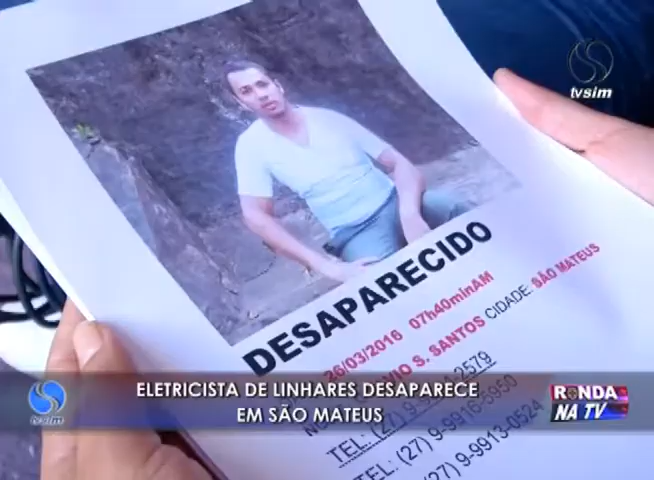 tvsim
DESAPARECIDO
26/03/2016 07h40minAM
S. SANTOS CIDADE: SÃO MATEUS
TEL: (27)
TEL: (27) 9-9916-5950
(27) 9-9913-0524
ELETRICISTA DE LINHARES DESAPARECE
EM SÃO MATEUS
tvsim
RONDA
NA TV